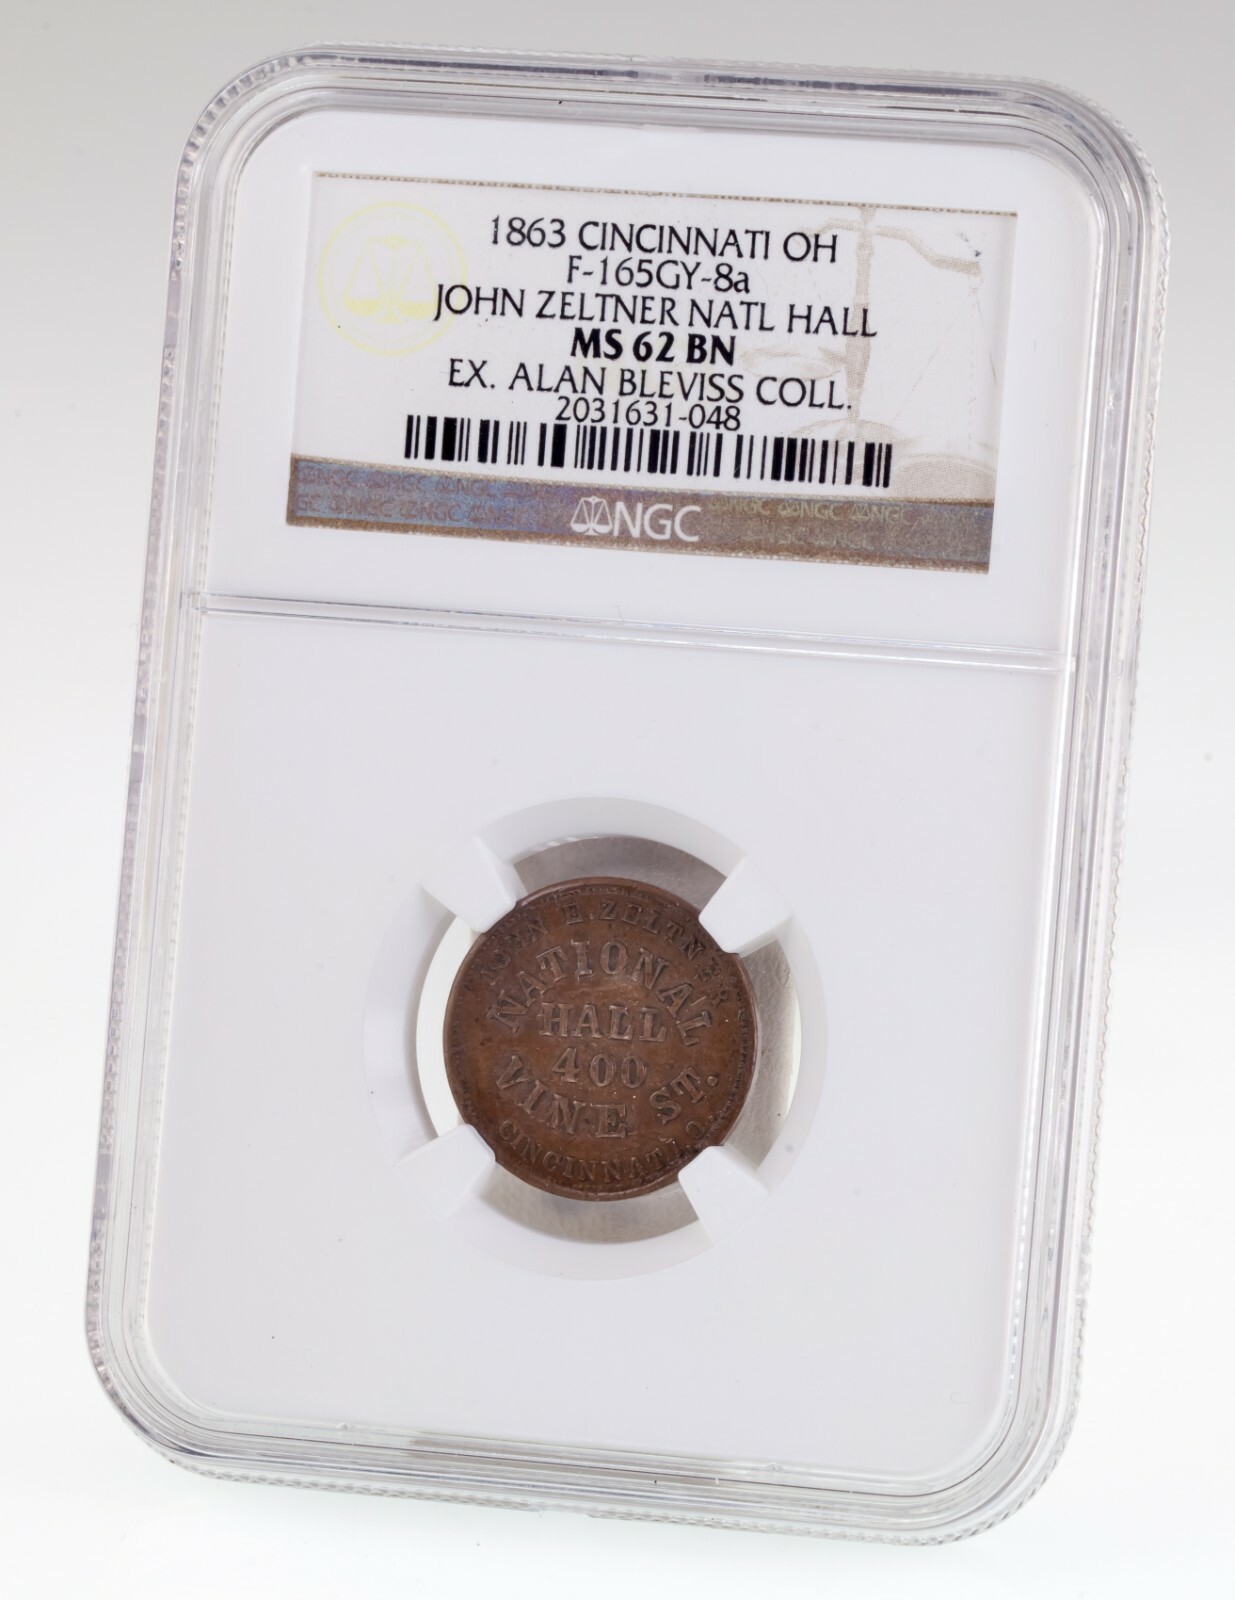 1863 CINCINNATI OH
F-165GY-8a
JOHN ZELTNER NATL HALL
MS 62 BN
EX. ALAN BLEVISS COLL.
2031631-048
NGC
JOHN E. ZELTNER
NATIONAL
HALL
400
VINE ST.
CINCINNATI, O.